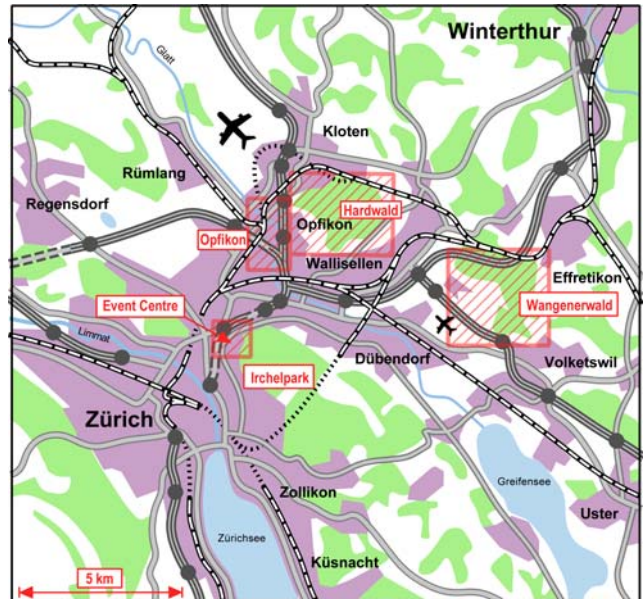 Winterthur
Glatt
Kloten
Rümlang
Regensdorf
Hardwald
Opfikon
Opfikon
Wallisellen
Effretikon
Event Centre
Wangenerwald
Limmat
Dübendorf
Volketswil
Irchelpark
Zürich
Zollikon
Greifensee
Uster
Zürichsee
Küsnacht
5 km